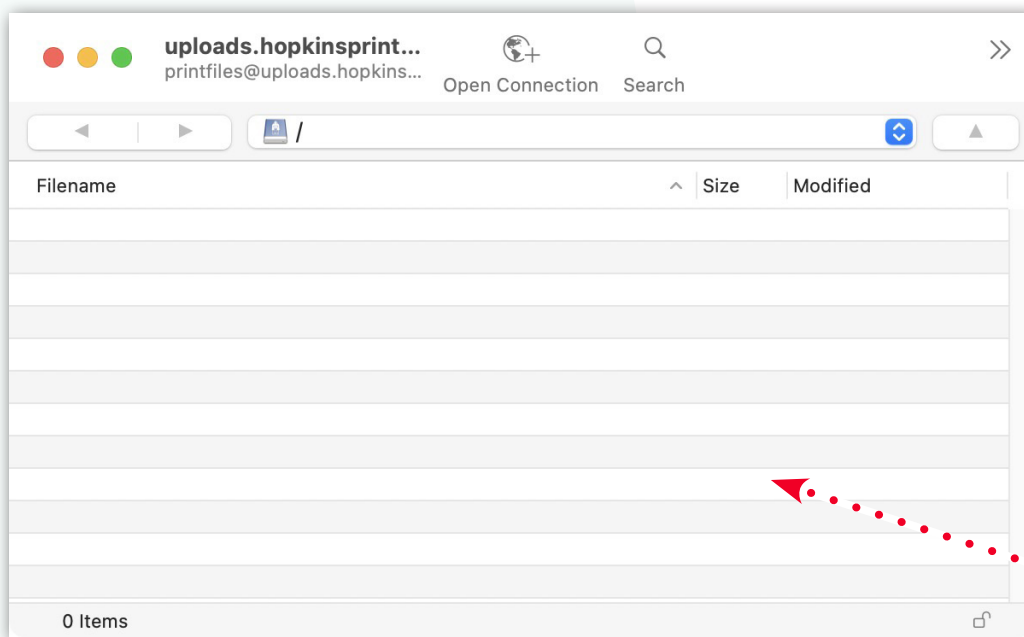 uploads.hopkinsprint...
printfiles@uploads.hopkins...
Open Connection
Search
/
Filename
Size
Modified
0 Items